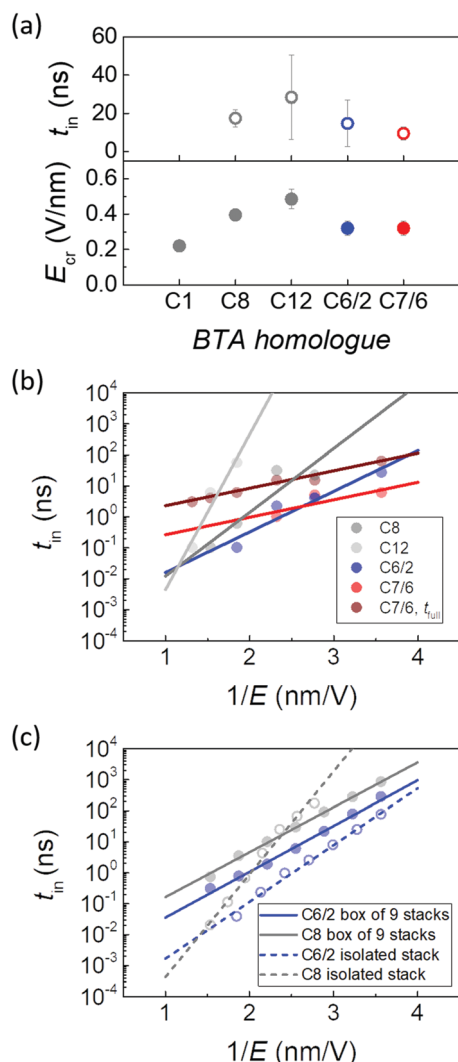 (a)
60
40
20
0
t_in (ns)
0.6
0.4
0.2
0.0
E_cr (V/nm)
C1 C8 C12 C6/2 C7/6
BTA homologue
(b)
10^4
10^3
10^2
10^1
10^0
10^-1
10^-2
10^-3
10^-4
t_in (ns)
C8
C12
C6/2
C7/6
C7/6, t_full
1 2 3 4
1/E (nm/V)
(c)
10^4
10^3
10^2
10^1
10^0
10^-1
10^-2
10^-3
10^-4
t_in (ns)
C6/2 box of 9 stacks
C8 box of 9 stacks
C6/2 isolated stack
C8 isolated stack
1 2 3 4
1/E (nm/V)